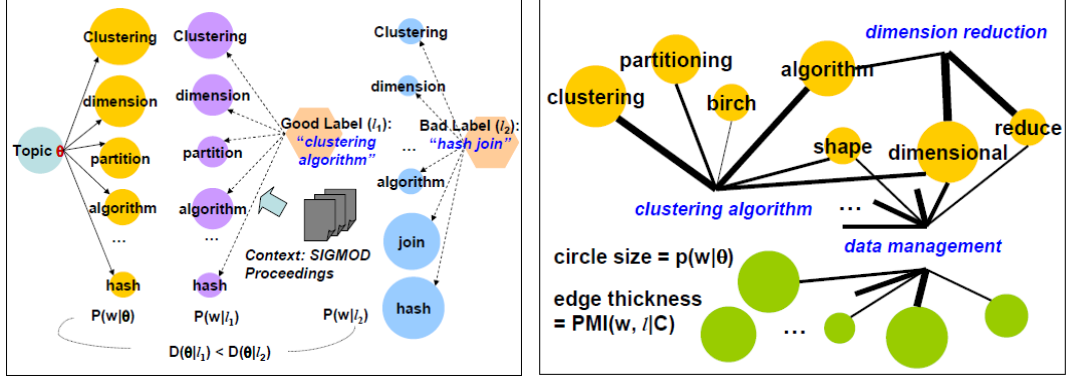 Clustering
dimension
Topic θ
partition
algorithm
...
hash
P(w|θ)
Clustering
dimension
partition
algorithm
...
hash
P(w|l₁)
Good Label (l₁):
“clustering
algorithm”
Context: SIGMOD
Proceedings
Clustering
dimension
...
algorithm
join
hash
P(w|l₂)
Bad Label (l₂):
“hash join”
D(θ|l₁) < D(θ|l₂)
dimension reduction
partitioning
algorithm
clustering
birch
reduce
shape
dimensional
clustering algorithm
...
data management
circle size = p(w|θ)
edge thickness
= PMI(w, l|C)
...